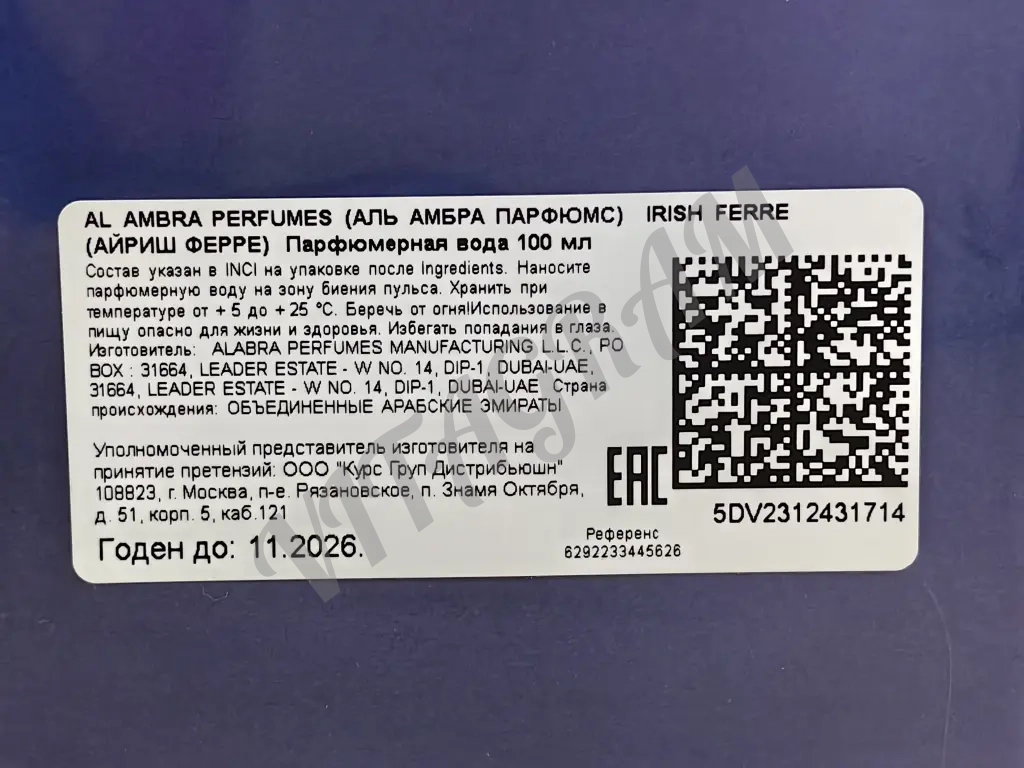 AL AMBRA PERFUMES (АЛЬ АМБРА ПАРФЮМС) IRISH FERRE
(АЙРИШ ФЕРРЕ) Парфюмерная вода 100 мл
Состав указан в INCI на упаковке после Ingredients. Наносите
парфюмерную воду на зону биения пульса. Хранить при
температуре от + 5 до + 25 °С. Беречь от огня!Использование в
пищу опасно для жизни и здоровья. Избегать попадания в глаза.
Изготовитель: ALABRA PERFUMES MANUFACTURING L.L.C., PO
BOX : 31664, LEADER ESTATE - W NO. 14, DIP-1, DUBAI-UAE,
31664, LEADER ESTATE - W NO. 14, DIP-1, DUBAI-UAE Страна
происхождения: ОБЪЕДИНЕННЫЕ АРАБСКИЕ ЭМИРАТЫ
Уполномоченный представитель изготовителя на
принятие претензий: ООО "Курс Груп Дистрибьюшн"
108823, г. Москва, п-е. Рязановское, п. Знамя Октября,
д. 51, корп. 5, каб.121
Годен до: 11.2026.
EAC
5DV2312431714
Референс
6292233445626
VITAGRAM